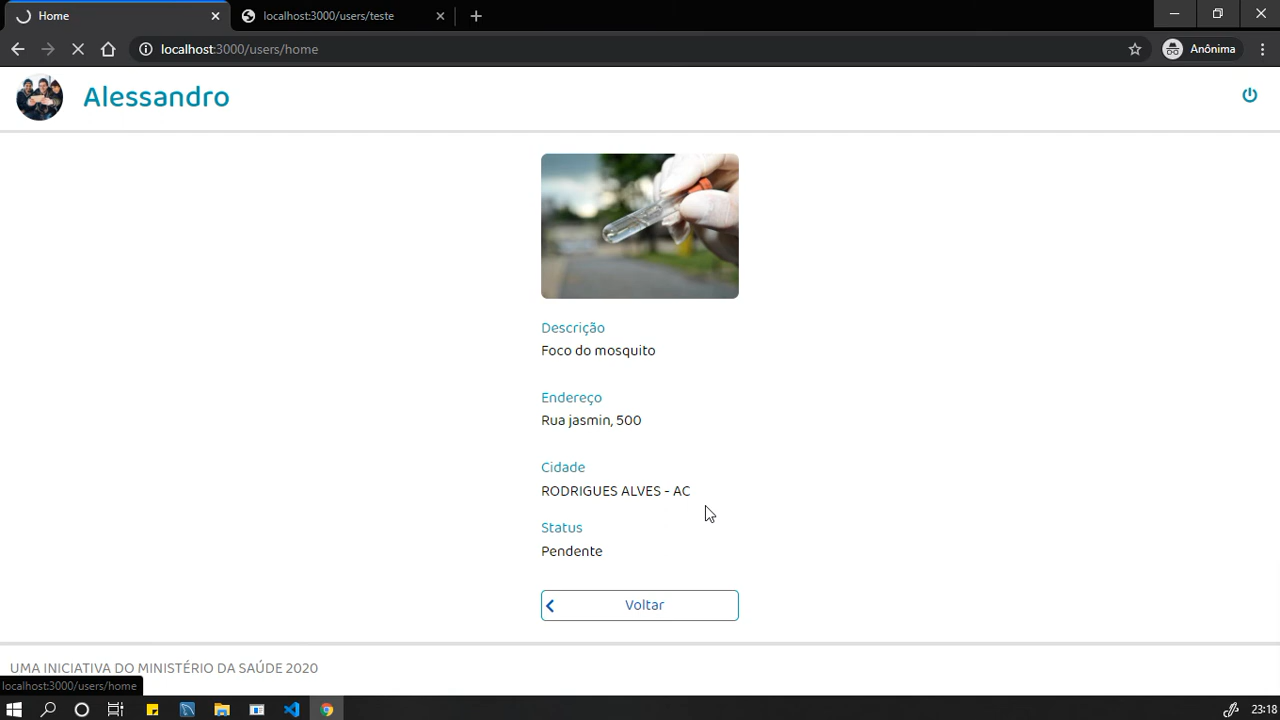 Home
localhost:3000/users/teste
localhost:3000/users/home
Anônima
Alessandro
Descrição
Foco do mosquito
Endereço
Rua jasmin, 500
Cidade
RODRIGUES ALVES - AC
Status
Pendente
Voltar
UMA INICIATIVA DO MINISTÉRIO DA SAÚDE 2020
localhost:3000/users/home
23:18